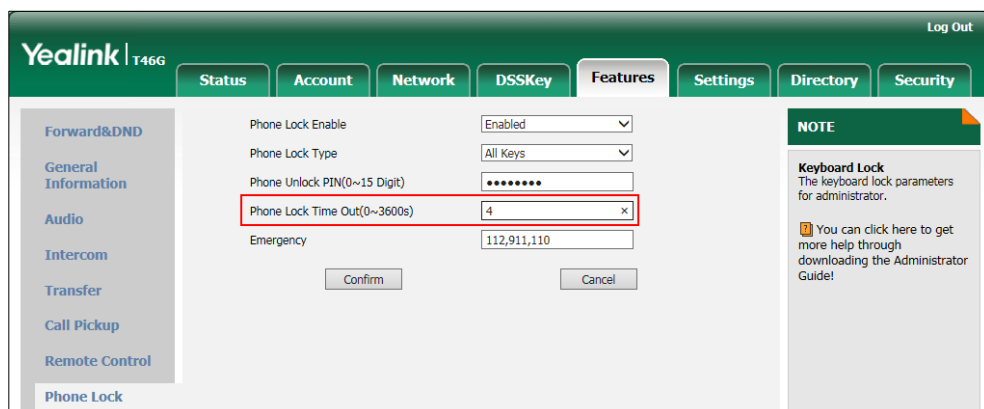 Log Out
Yealink | T46G
Status Account Network DSSKey Features Settings Directory Security
Forward&DND
General
Information
Audio
Intercom
Transfer
Call Pickup
Remote Control
Phone Lock
Phone Lock Enable Enabled
Phone Lock Type All Keys
Phone Unlock PIN(0~15 Digit) ••••••••
Phone Lock Time Out(0~3600s) 4 ×
Emergency 112,911,110
Confirm Cancel
NOTE
Keyboard Lock
The keyboard lock parameters
for administrator.
? You can click here to get
more help through
downloading the Administrator
Guide!